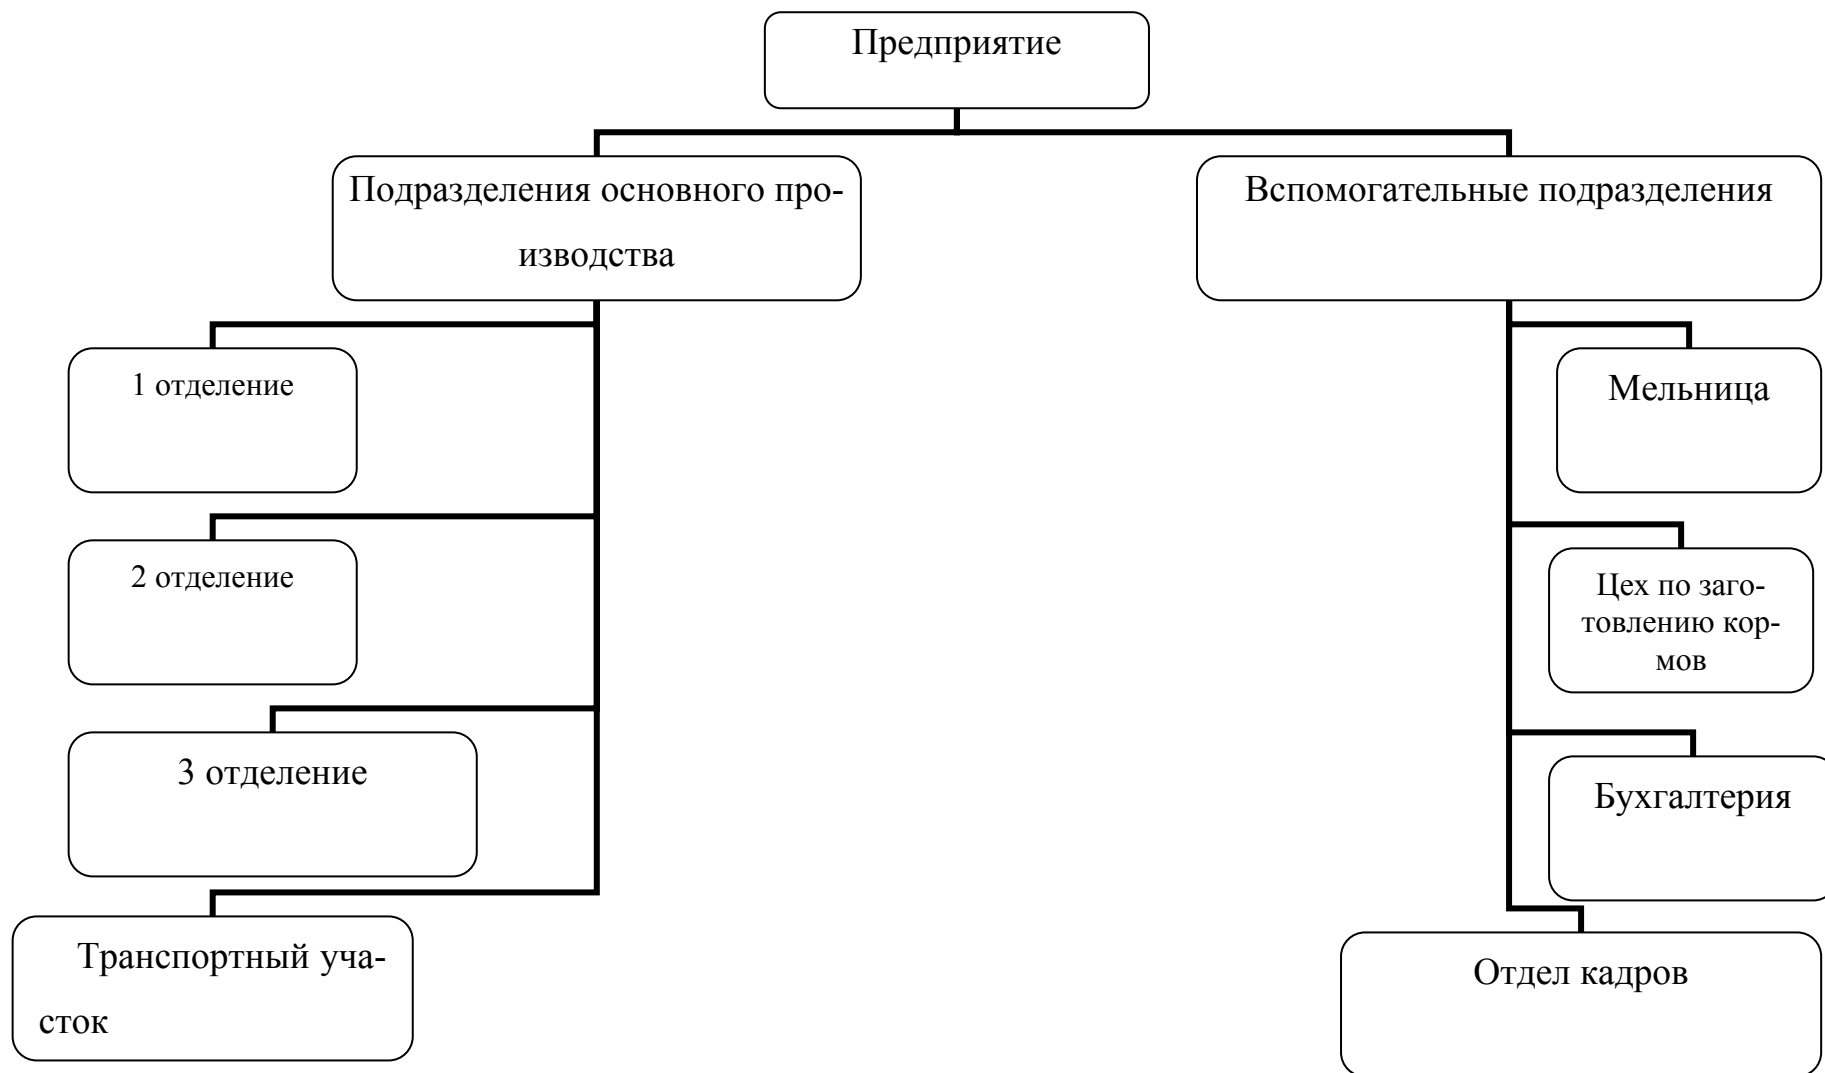 Предприятие
Подразделения основного про-
изводства
Вспомогательные подразделения
1 отделение
Мельница
2 отделение
Цех по заго-
товлению кор-
мов
3 отделение
Бухгалтерия
Транспортный уча-
сток
Отдел кадров